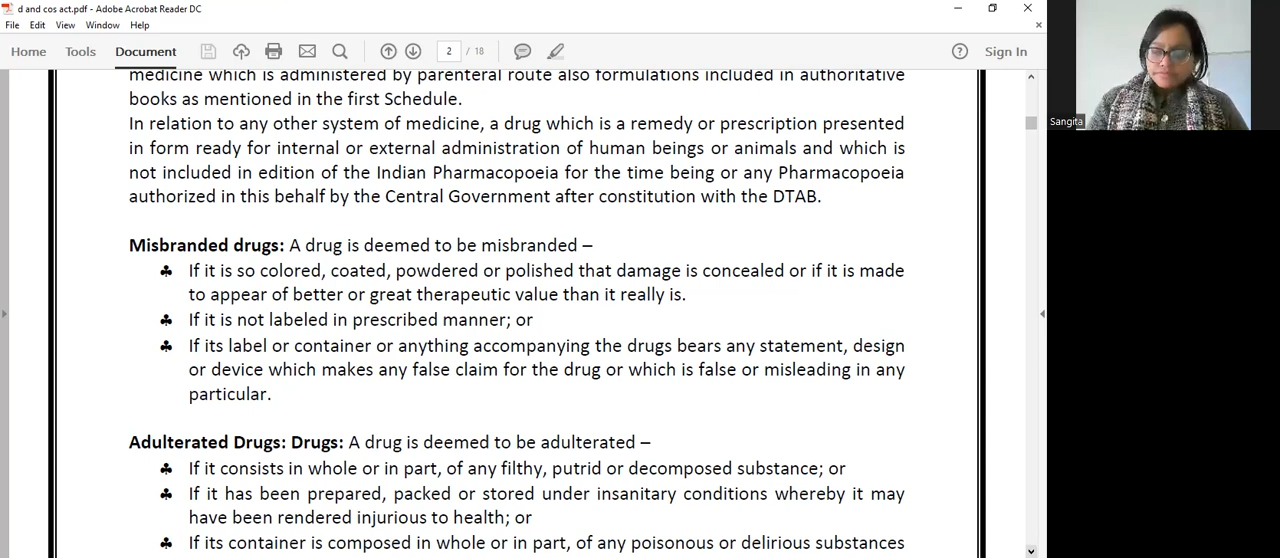 d and cos act.pdf - Adobe Acrobat Reader DC
File Edit View Window Help
Home Tools Document 2 / 18 Sign In
medicine which is administered by parenteral route also formulations included in authoritative
books as mentioned in the first Schedule.
In relation to any other system of medicine, a drug which is a remedy or prescription presented
in form ready for internal or external administration of human beings or animals and which is
not included in edition of the Indian Pharmacopoeia for the time being or any Pharmacopoeia
authorized in this behalf by the Central Government after constitution with the DTAB.
Misbranded drugs: A drug is deemed to be misbranded –
♣ If it is so colored, coated, powdered or polished that damage is concealed or if it is made
to appear of better or great therapeutic value than it really is.
♣ If it is not labeled in prescribed manner; or
♣ If its label or container or anything accompanying the drugs bears any statement, design
or device which makes any false claim for the drug or which is false or misleading in any
particular.
Adulterated Drugs: Drugs: A drug is deemed to be adulterated –
♣ If it consists in whole or in part, of any filthy, putrid or decomposed substance; or
♣ If it has been prepared, packed or stored under insanitary conditions whereby it may
have been rendered injurious to health; or
♣ If its container is composed in whole or in part, of any poisonous or delirious substances
Sangita